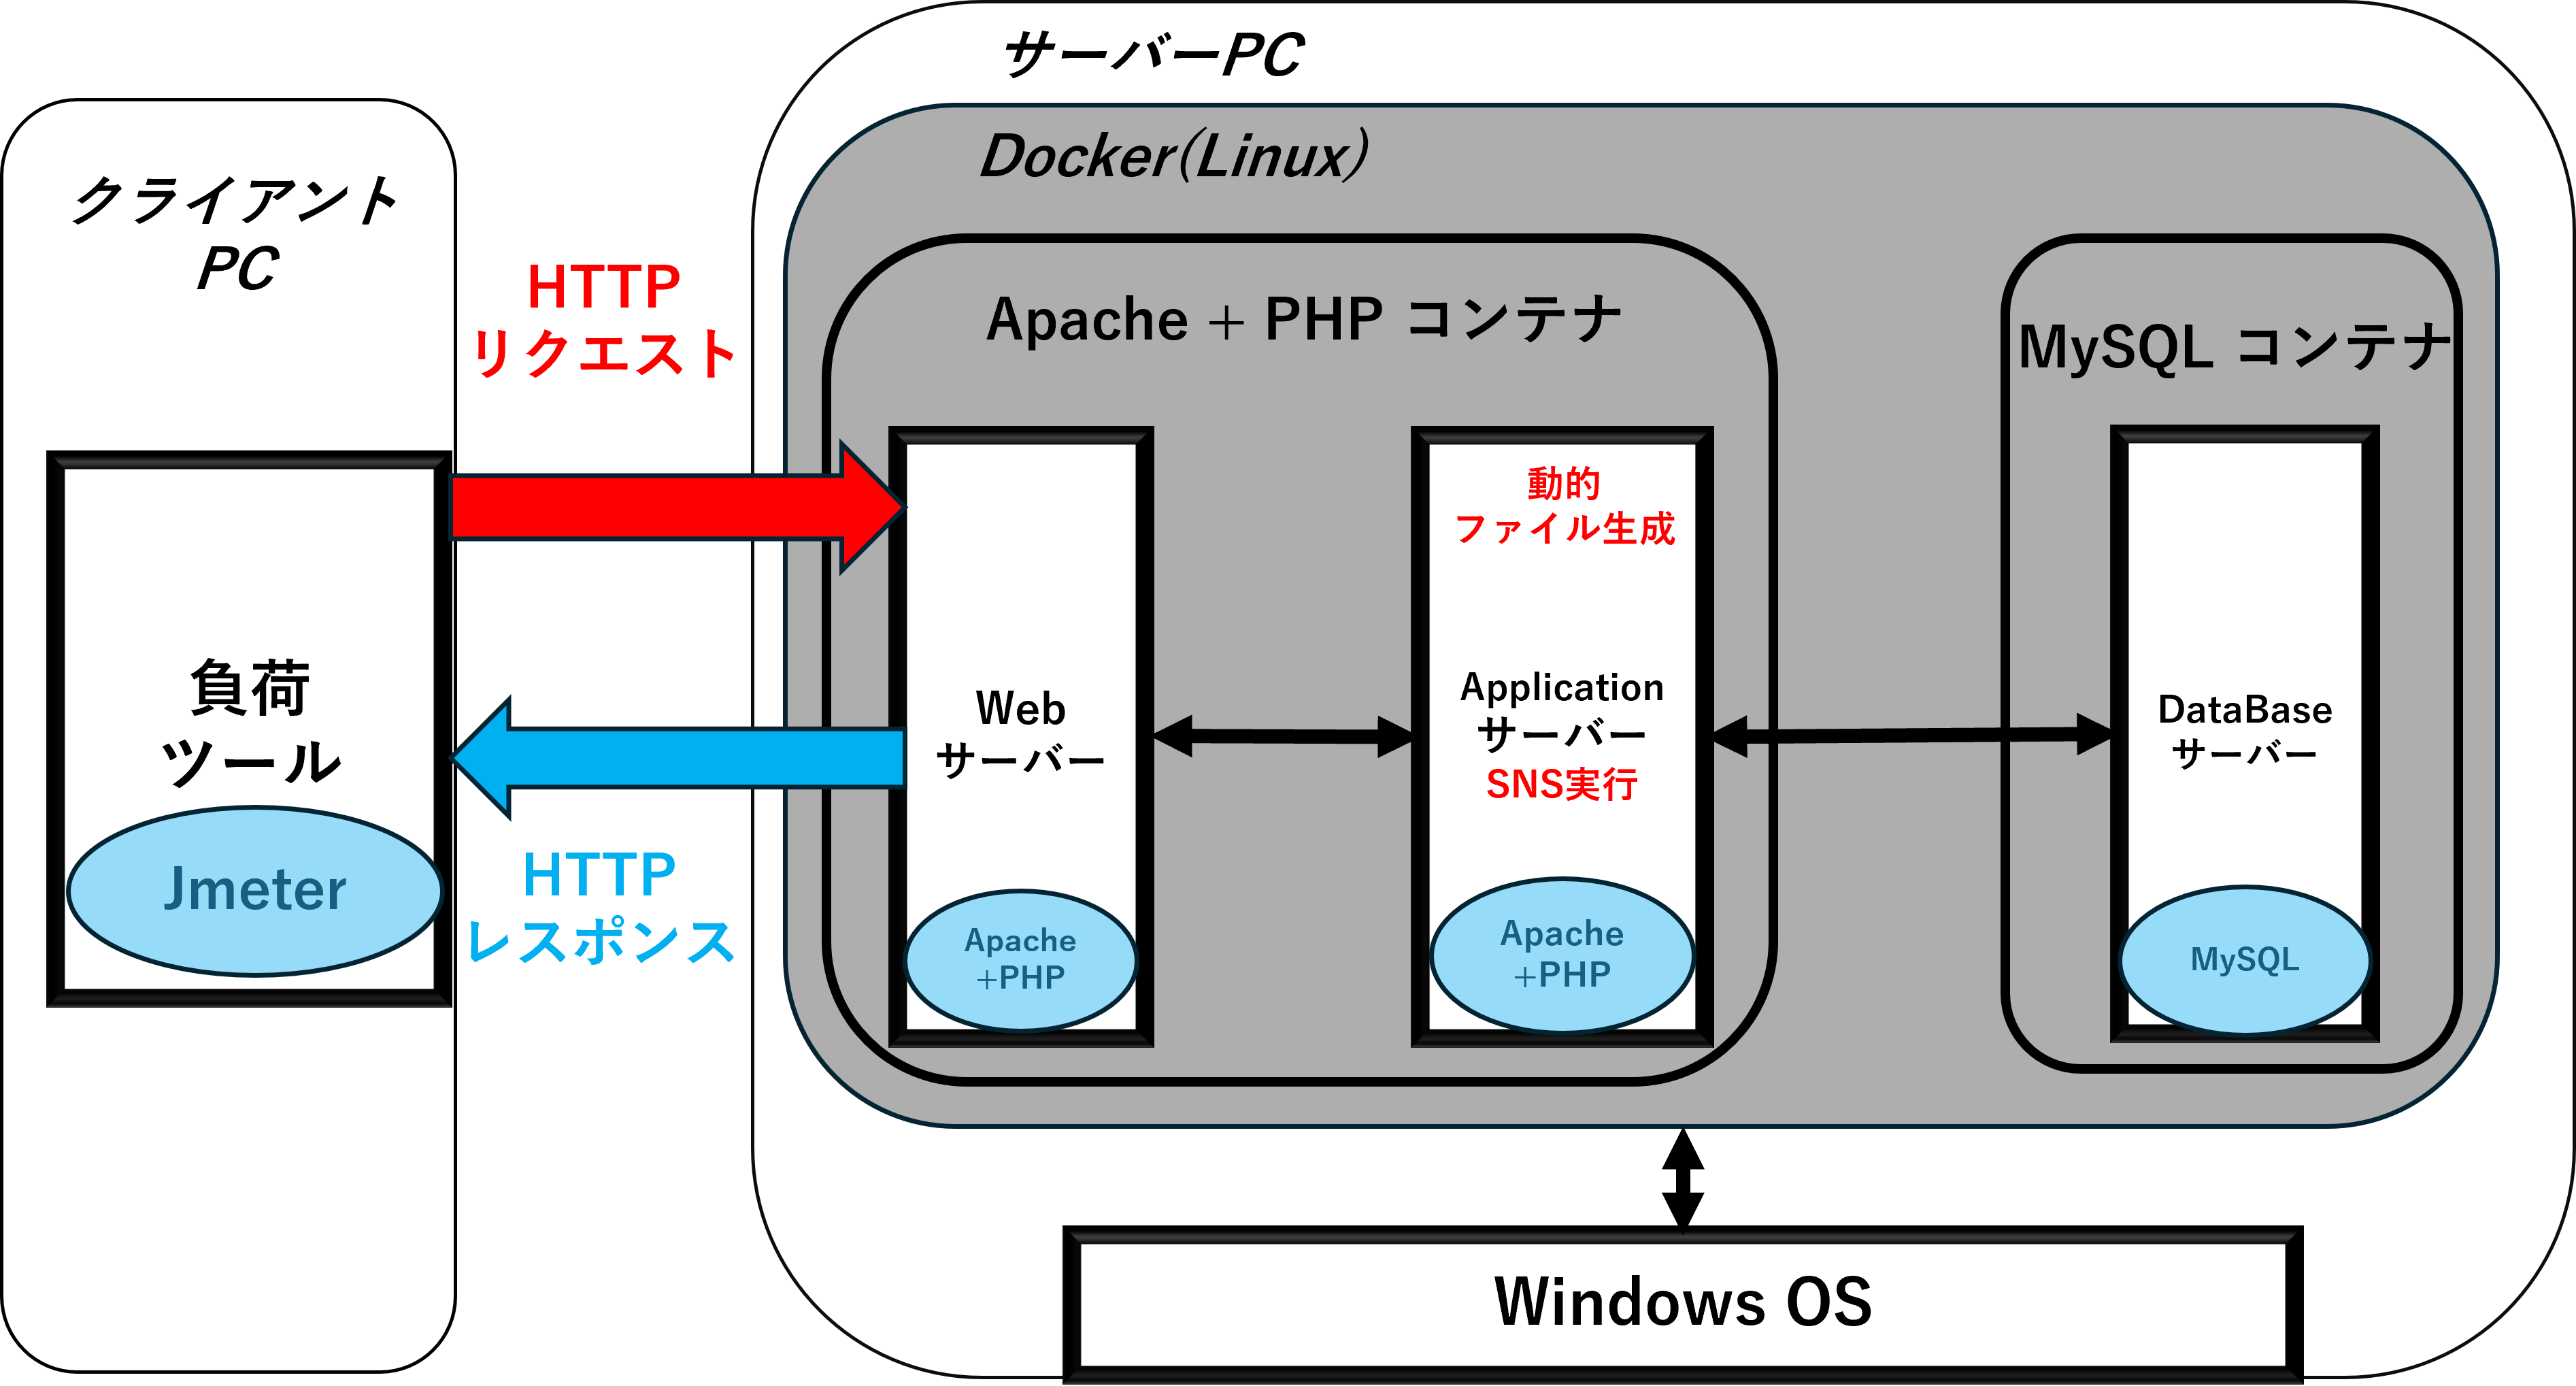 サーバーPC
Docker(Linux)
クライアント
PC
HTTP
リクエスト
Apache + PHP コンテナ
MySQL コンテナ
動的
ファイル生成
負荷
ツール
Jmeter
HTTP
レスポンス
Web
サーバー
Apache
+PHP
Application
サーバー
SNS実行
Apache
+PHP
DataBase
サーバー
MySQL
Windows OS